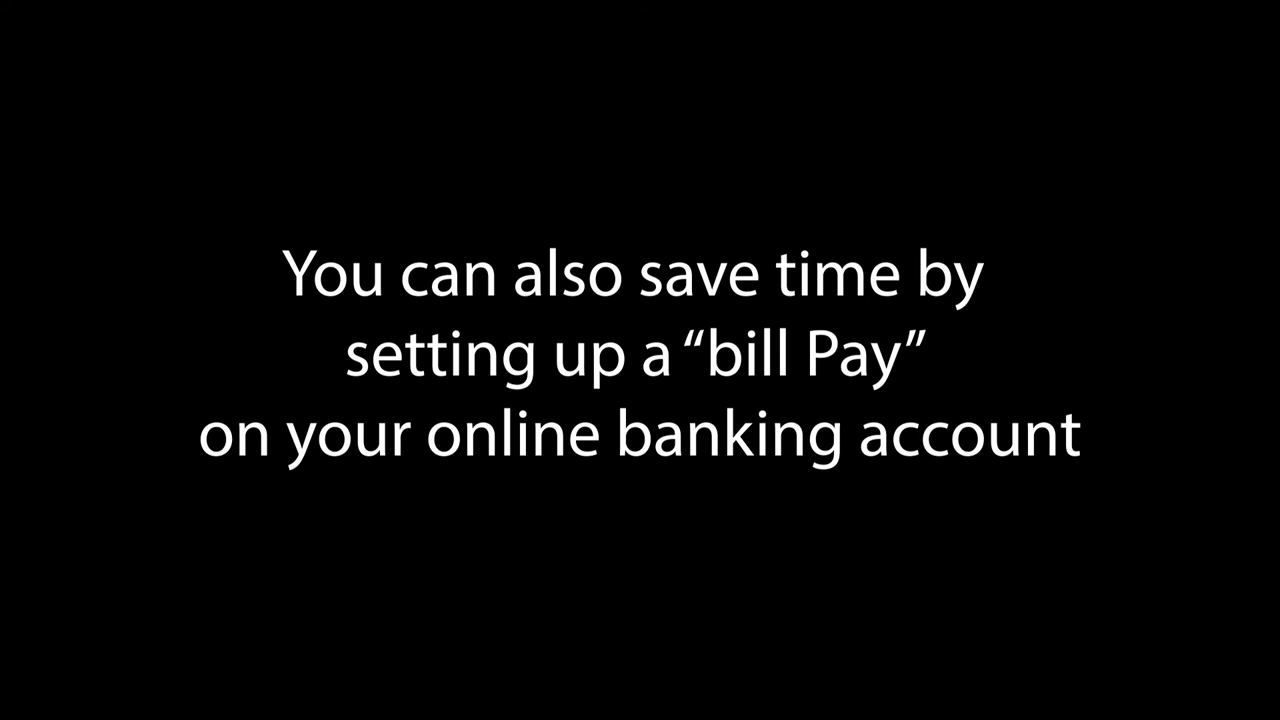 You can also save time by
setting up a “bill Pay”
on your online banking account